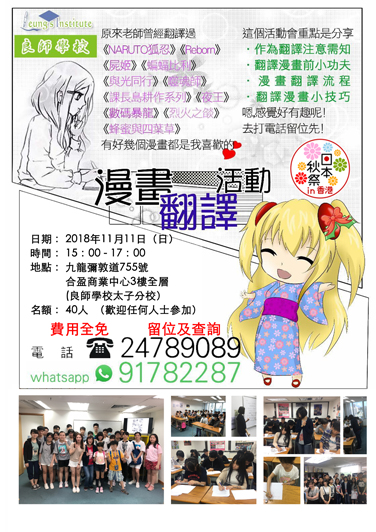 Leung's Institute
良師學校
原來老師曾經翻譯過
《NARUTO狐忍》《Reborn》
《屍姬》《蝙蝠比利》
《與光同行》《靈魂師》
《課長島耕作系列》《夜王》
《數碼暴龍》《烈火之燄》
《蜂蜜與四葉草》
有好幾個漫畫都是我喜歡的
這個活動會重點是分享
・作為翻譯注意需知
・翻譯漫畫前小功夫
・漫畫翻譯流程
・翻譯漫畫小技巧
嗯,感覺好有趣呢!
去打電話留位先!
日本
秋祭
in 香港
漫畫
翻譯
活動
日期： 2018年11月11日（日）
時間： 15：00 - 17：00
地點： 九龍彌敦道755號
合盈商業中心3樓全層
(良師學校太子分校)
名額： 40人 （歡迎任何人士參加）
費用全免 留位及查詢
電話 24789089
whatsapp 91782287